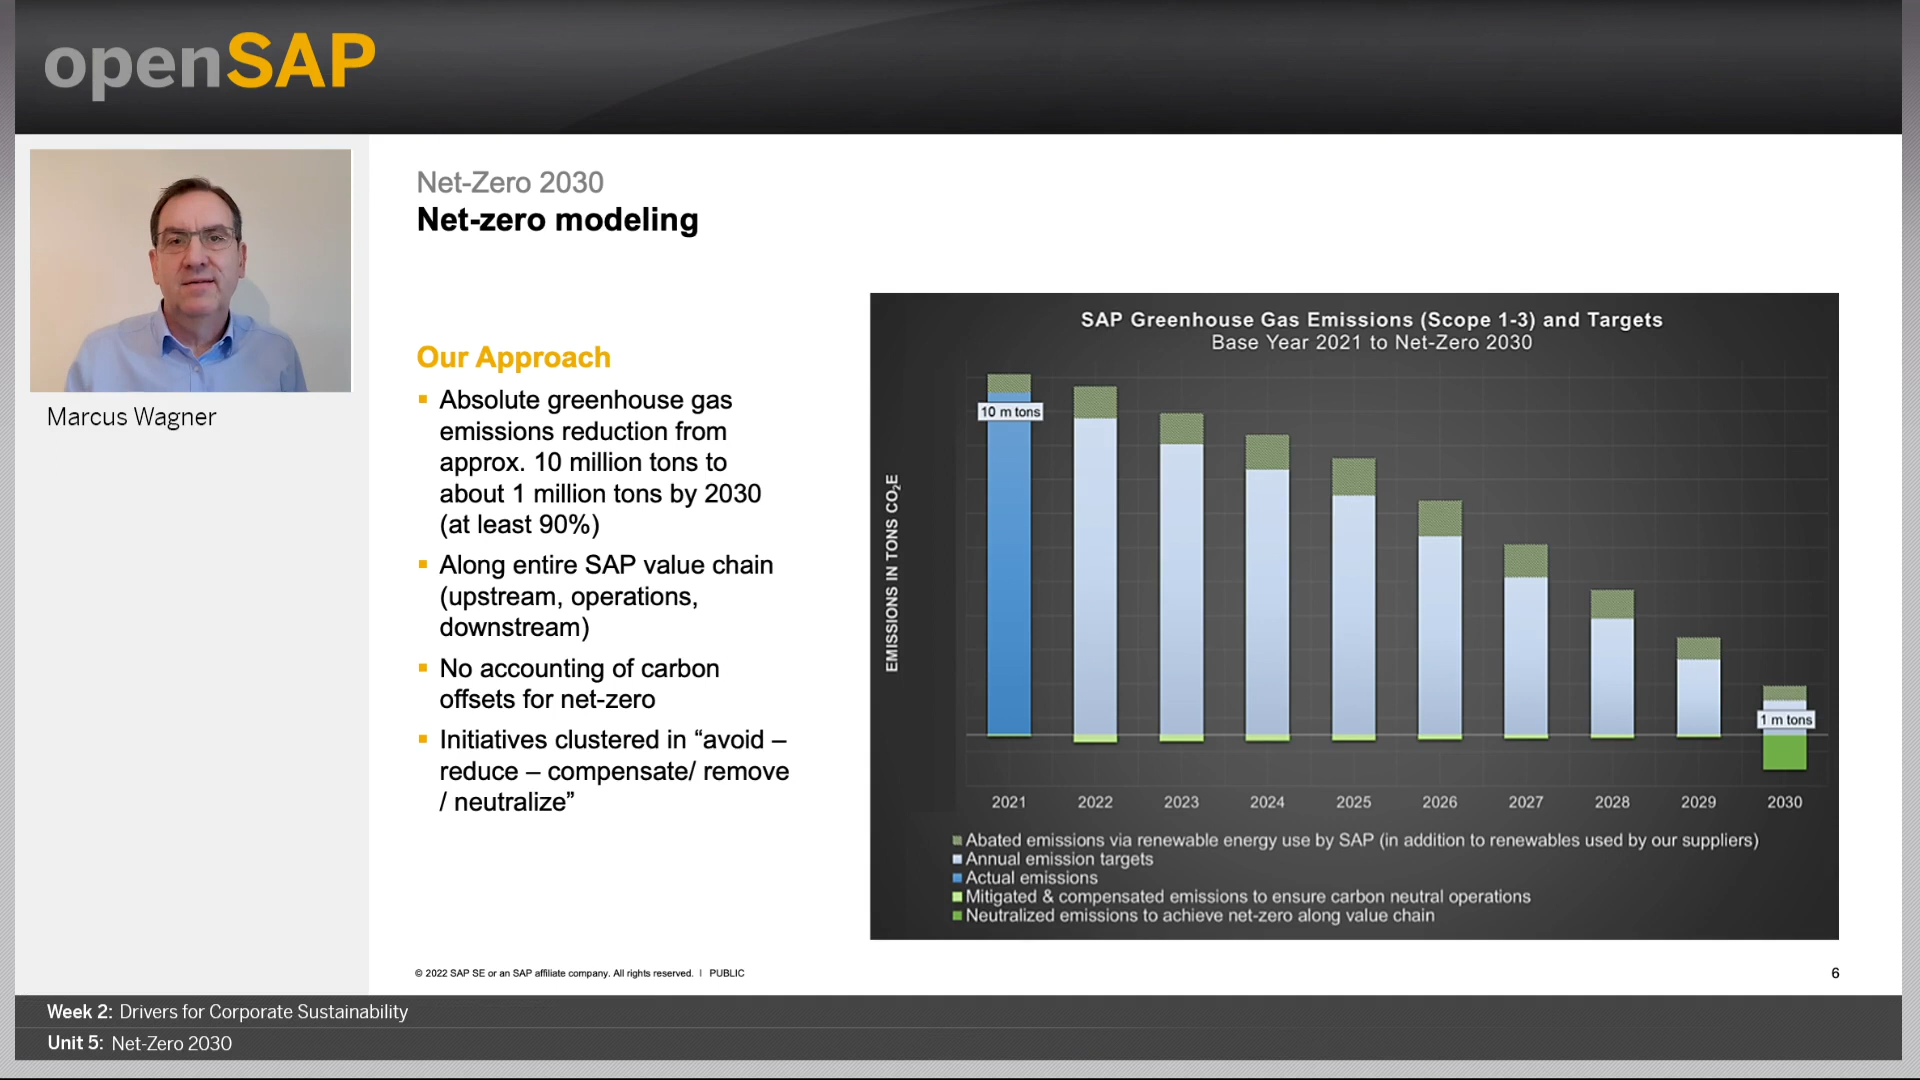 openSAP
Marcus Wagner
Net-Zero 2030
Net-zero modeling
Our Approach
Absolute greenhouse gas
emissions reduction from
approx. 10 million tons to
about 1 million tons by 2030
(at least 90%)
Along entire SAP value chain
(upstream, operations,
downstream)
No accounting of carbon
offsets for net-zero
Initiatives clustered in “avoid –
reduce – compensate/ remove
/ neutralize”
SAP Greenhouse Gas Emissions (Scope 1-3) and Targets
Base Year 2021 to Net-Zero 2030
EMISSIONS IN TONS CO₂E
10 m tons
1 m tons
2021 2022 2023 2024 2025 2026 2027 2028 2029 2030
Abated emissions via renewable energy use by SAP (in addition to renewables used by our suppliers)
Annual emission targets
Actual emissions
Mitigated & compensated emissions to ensure carbon neutral operations
Neutralized emissions to achieve net-zero along value chain
© 2022 SAP SE or an SAP affiliate company. All rights reserved. | PUBLIC
6
Week 2: Drivers for Corporate Sustainability
Unit 5: Net-Zero 2030